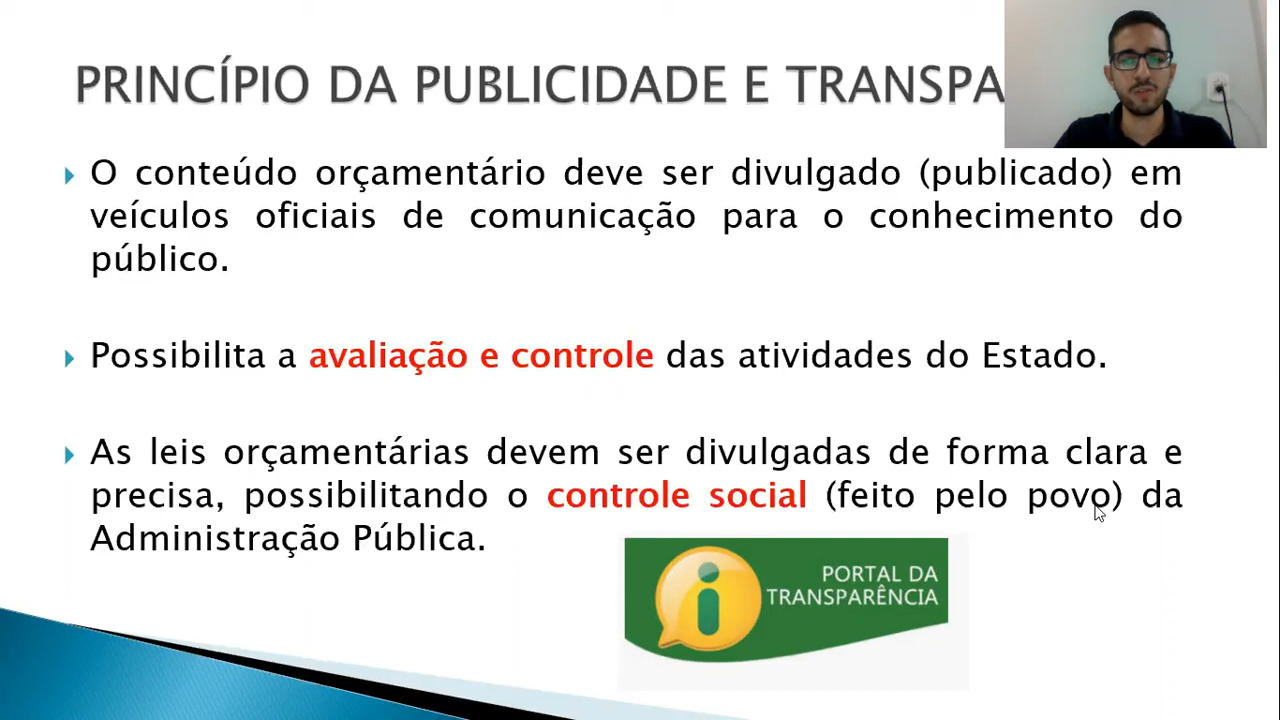 PRINCÍPIO DA PUBLICIDADE E TRANSPA
O conteúdo orçamentário deve ser divulgado (publicado) em
veículos oficiais de comunicação para o conhecimento do
público.
Possibilita a avaliação e controle das atividades do Estado.
As leis orçamentárias devem ser divulgadas de forma clara e
precisa, possibilitando o controle social (feito pelo povo) da
Administração Pública.
PORTAL DA
TRANSPARÊNCIA